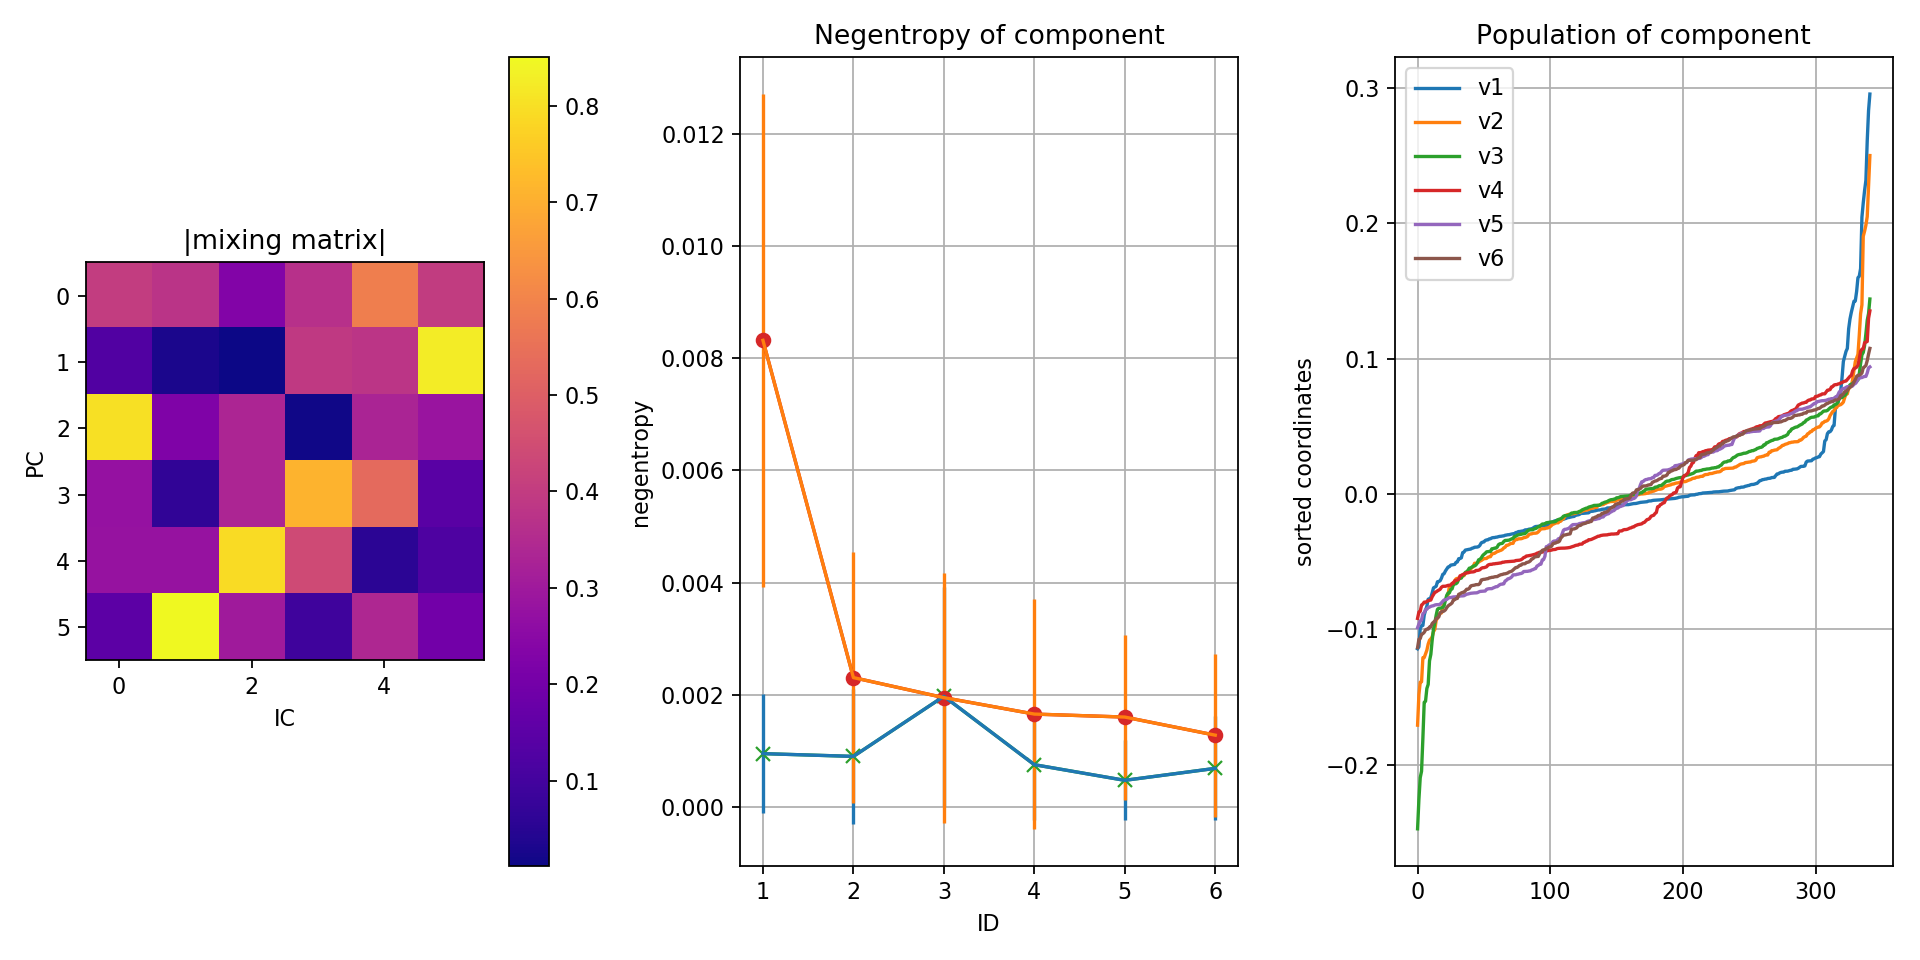 |mixing matrix|
0
1
2
3
4
5
PC
0 2 4
IC
0.8
0.7
0.6
0.5
0.4
0.3
0.2
0.1
Negentropy of component
0.012
0.010
0.008
0.006
0.004
0.002
0.000
negentropy
1 2 3 4 5 6
ID
Population of component
v1
v2
v3
v4
v5
v6
0.3
0.2
0.1
0.0
−0.1
−0.2
sorted coordinates
0 100 200 300